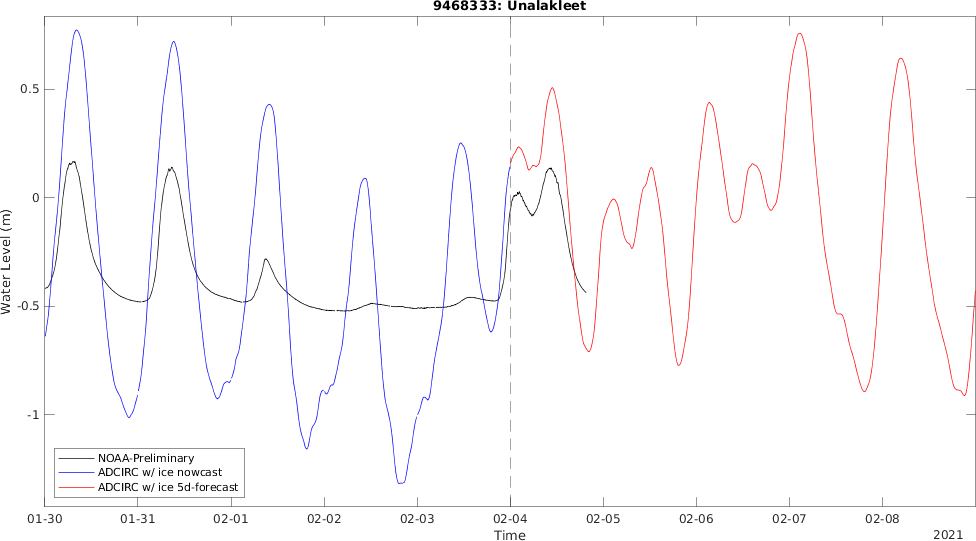 9468333: Unalakleet
Water Level (m)
0.5
0
-0.5
-1
NOAA-Preliminary
ADCIRC w/ ice nowcast
ADCIRC w/ ice 5d-forecast
01-30 01-31 02-01 02-02 02-03 02-04 02-05 02-06 02-07 02-08
Time
2021